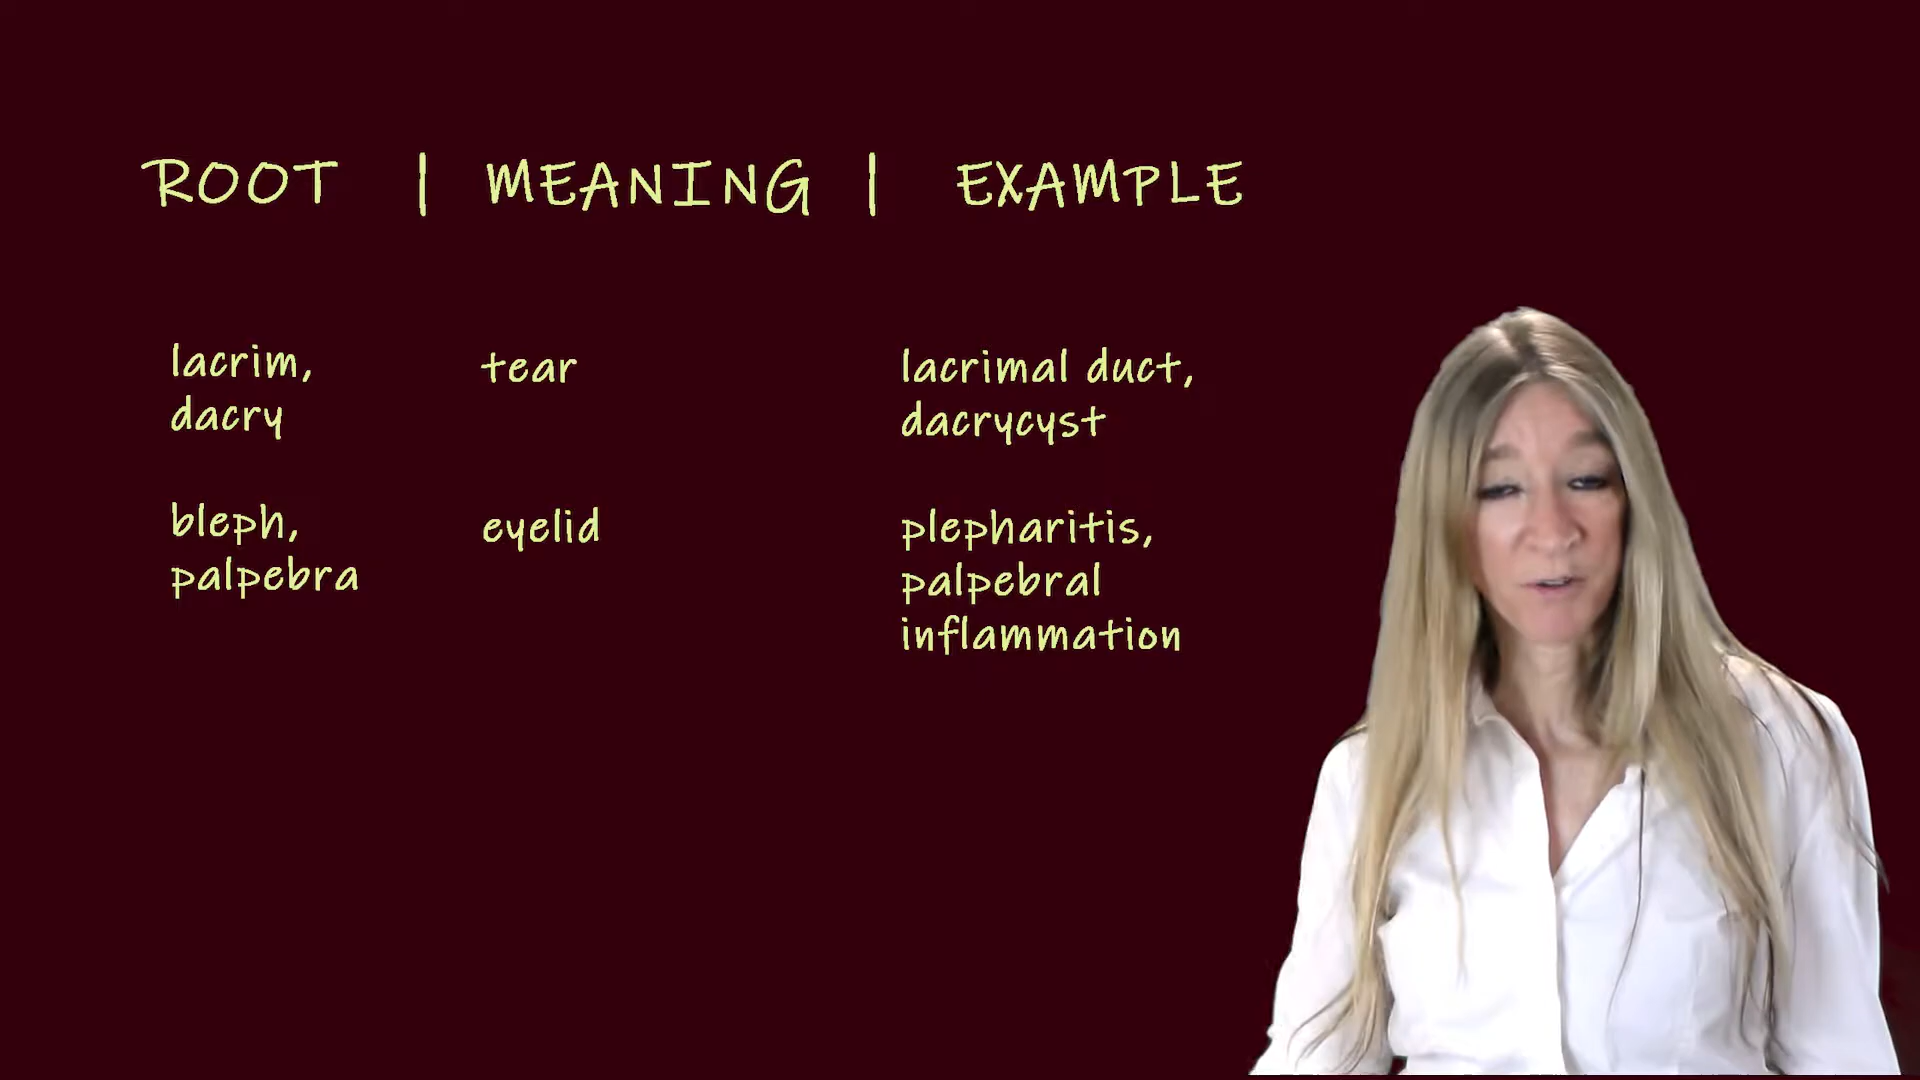 ROOT | MEANING | EXAMPLE
lacrim, tear lacrimal duct,
dacry dacrycyst
bleph, eyelid plepharitis,
palpebra palpebral
inflammation